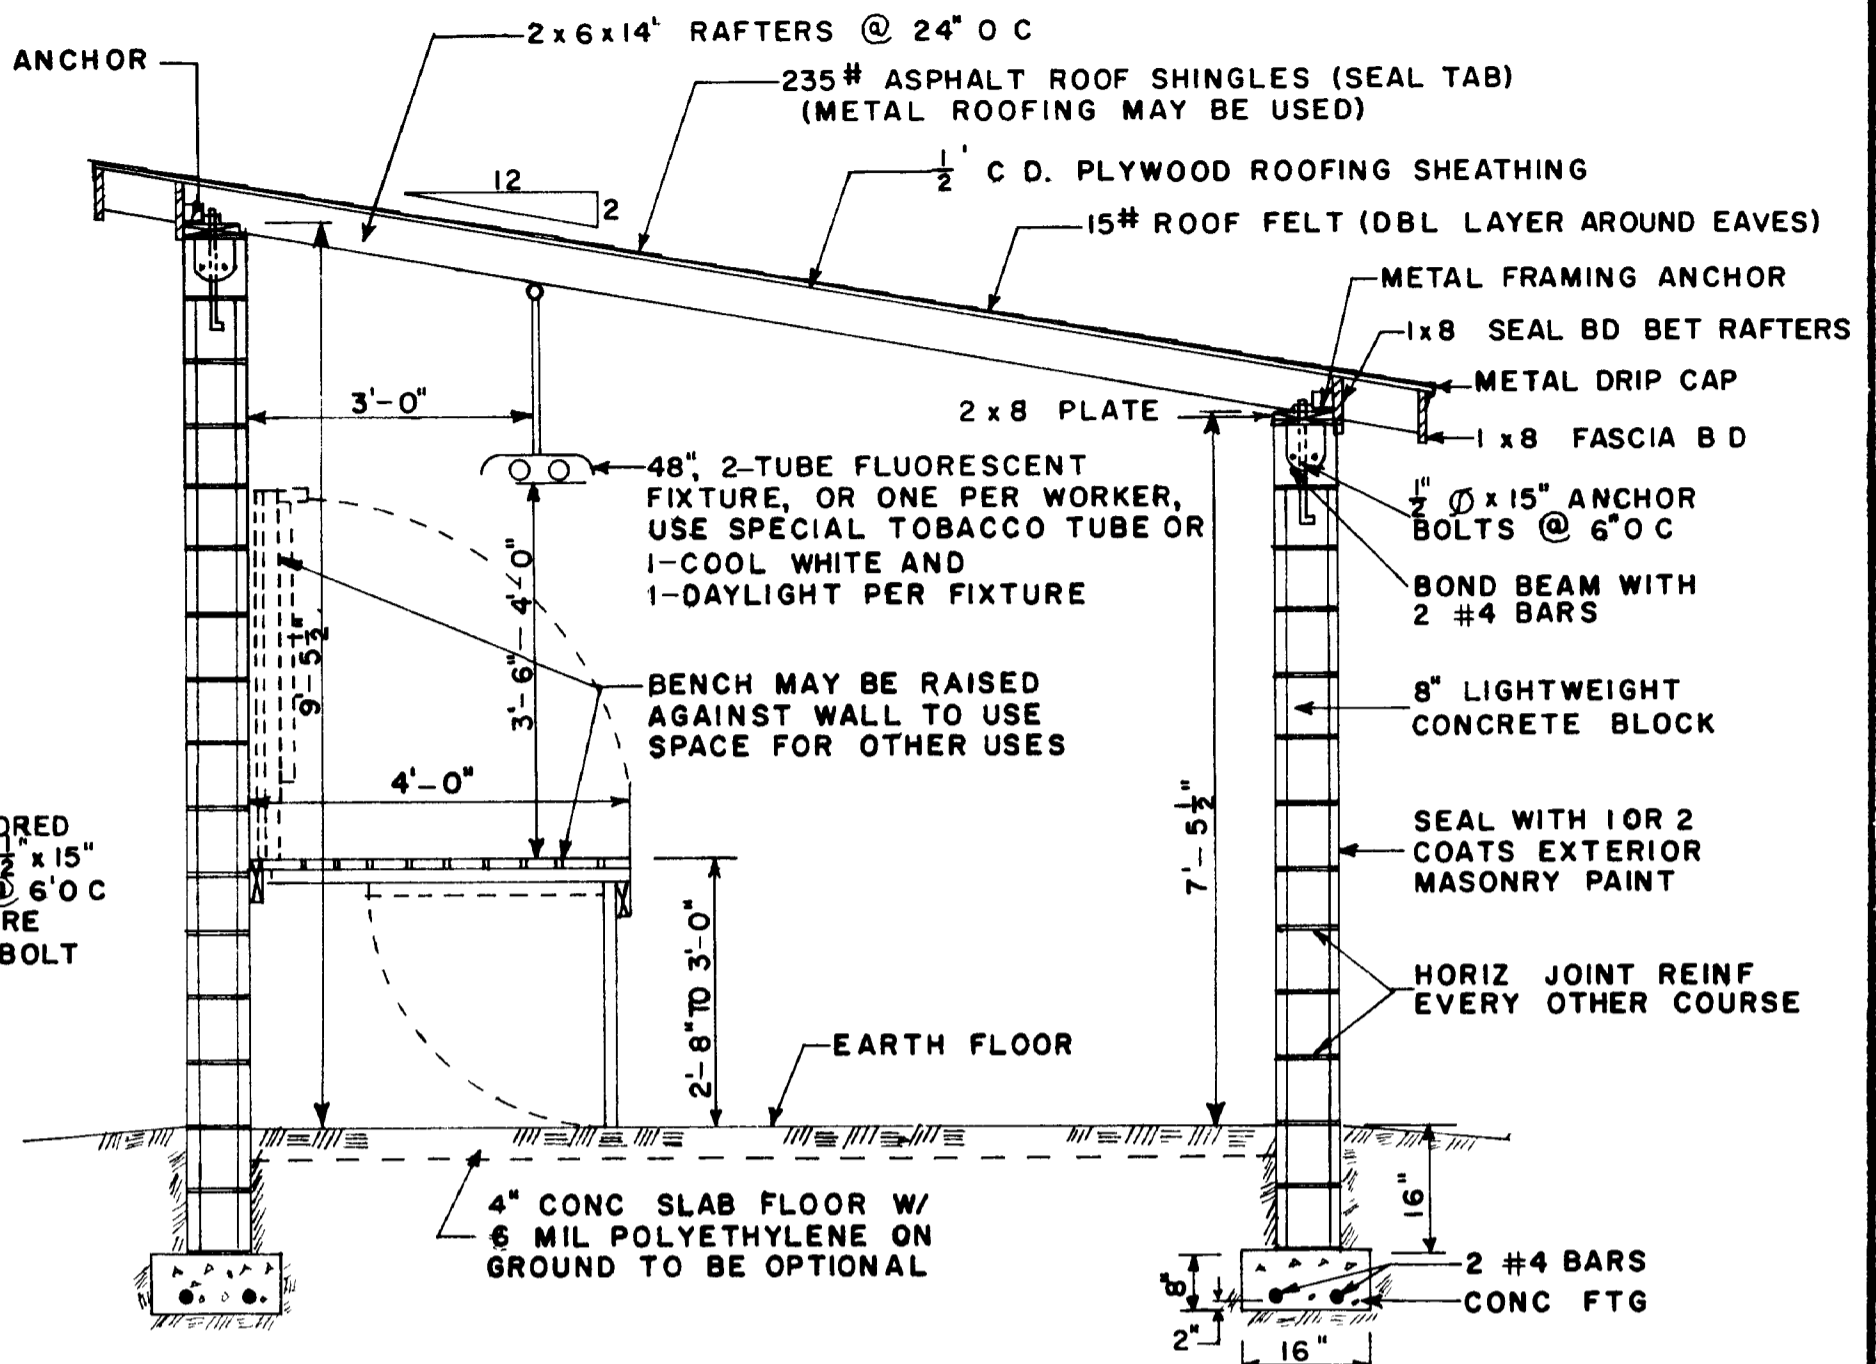 2 x 6 x 14' RAFTERS @ 24" O C
ANCHOR
235# ASPHALT ROOF SHINGLES (SEAL TAB)
(METAL ROOFING MAY BE USED)
1/2' C D. PLYWOOD ROOFING SHEATHING
12
2
15# ROOF FELT (DBL LAYER AROUND EAVES)
METAL FRAMING ANCHOR
1x8 SEAL BD BET RAFTERS
METAL DRIP CAP
2 x 8 PLATE
1 x8 FASCIA B D
3'-0"
48", 2-TUBE FLUORESCENT
FIXTURE, OR ONE PER WORKER,
USE SPECIAL TOBACCO TUBE OR
1-COOL WHITE AND
1-DAYLIGHT PER FIXTURE
1/2" Ø x 15" ANCHOR
BOLTS @ 6"O C
BOND BEAM WITH
2 #4 BARS
9'-5 1/2"
3'-6"-4'-0"
BENCH MAY BE RAISED
AGAINST WALL TO USE
SPACE FOR OTHER USES
8" LIGHTWEIGHT
CONCRETE BLOCK
4'-0"
7'-5 1/2"
ORED
1/2" x 15"
@ 6'O C
RE
BOLT
SEAL WITH 1 OR 2
COATS EXTERIOR
MASONRY PAINT
2'-8" TO 3'-0"
HORIZ JOINT REINF
EVERY OTHER COURSE
EARTH FLOOR
4" CONC SLAB FLOOR W/
6 MIL POLYETHYLENE ON
GROUND TO BE OPTIONAL
16"
8"
2 #4 BARS
CONC FTG
2"
16"